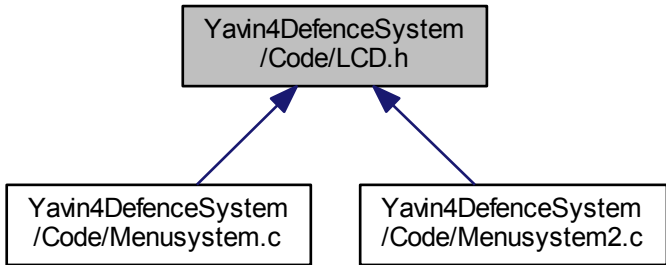 Yavin4DefenceSystem
/Code/LCD.h
Yavin4DefenceSystem
/Code/Menusystem.c
Yavin4DefenceSystem
/Code/Menusystem2.c